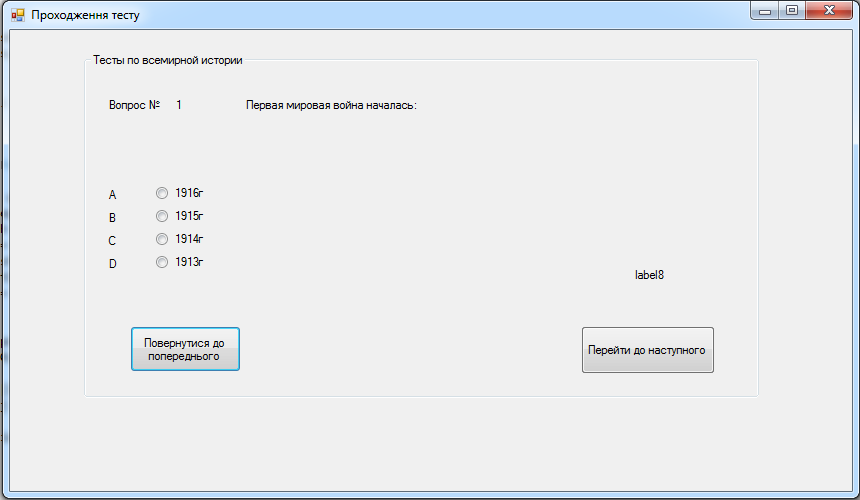 Проходження тесту
Тесты по всемирной истории
Вопрос № 1 Первая мировая война началась:
A 1916г
B 1915г
C 1914г
D 1913г
label8
Повернутися до
попереднього
Перейти до наступного